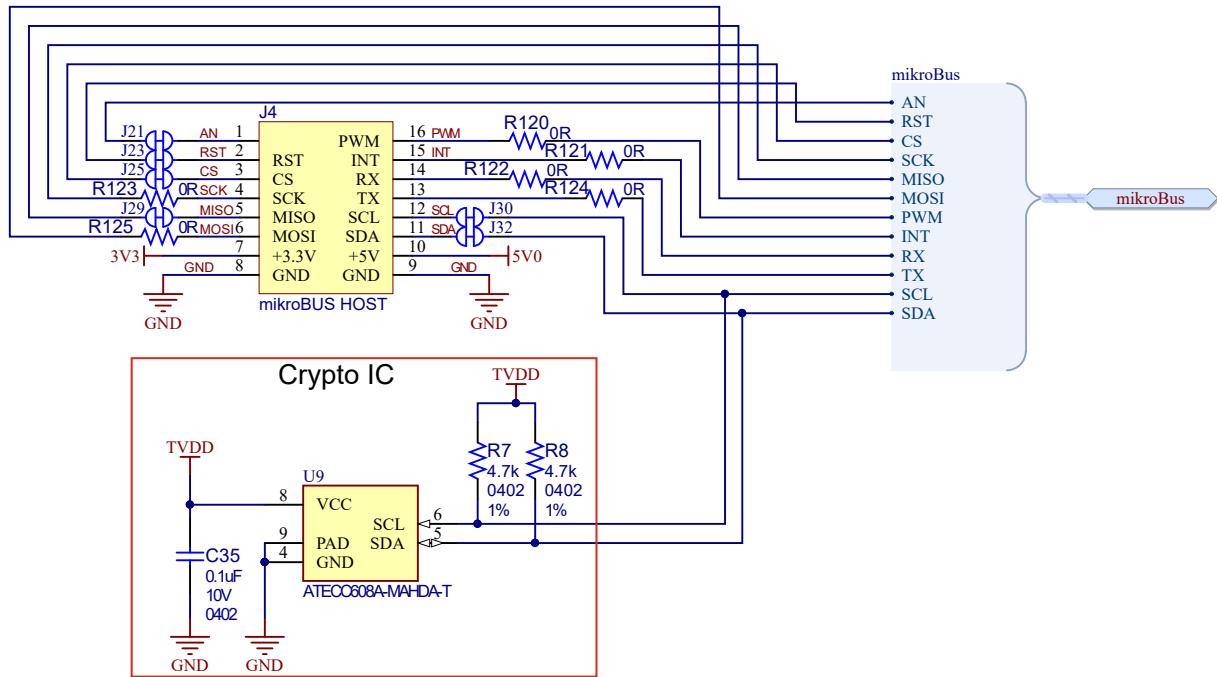 mikroBus
AN
RST
CS
SCK
MISO
MOSI
PWM
INT
RX
TX
SCL
SDA
mikroBus
J4
J21 AN 1
J23 RST 2 RST
J25 CS 3 CS
R123 0R SCK 4 SCK
J29 MISO 5 MISO
R125 0R MOSI 6 MOSI
3V3 7 +3.3V
GND 8 GND
GND
PWM 16 PWM R120 0R
INT 15 INT R121 0R
RX 14 R122 0R
TX 13 R124 0R
SCL 12 SCL J30
SDA 11 SDA J32
+5V 10 5V0
GND 9 GND
GND
mikroBUS HOST
Crypto IC
TVDD
R7
4.7k
0402
1%
R8
4.7k
0402
1%
TVDD
U9
8 VCC
9 PAD
4 GND
SCL 6
SDA 5
ATECC608A-MAHDA-T
C35
0.1uF
10V
0402
GND
GND